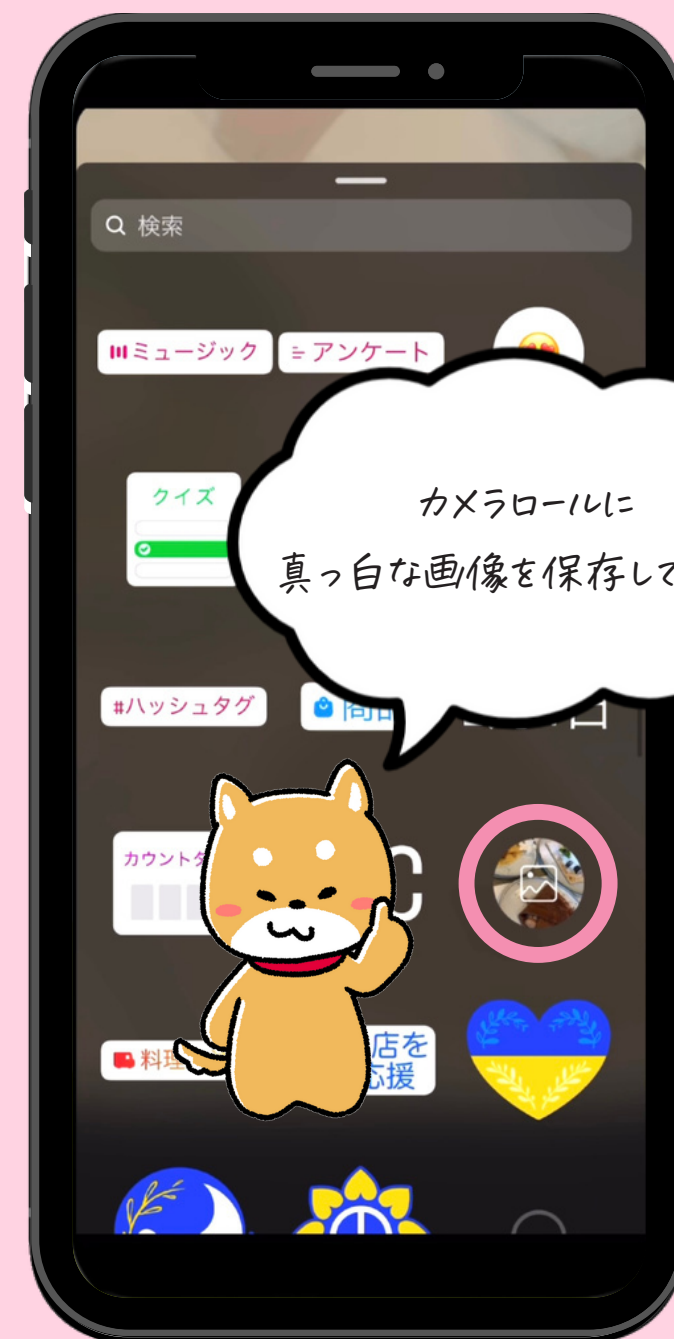 検索
ミュージック
アンケート
クイズ
カメラロールに
真っ白な画像を保存して
#ハッシュタグ
カウント
料理
店を
応援